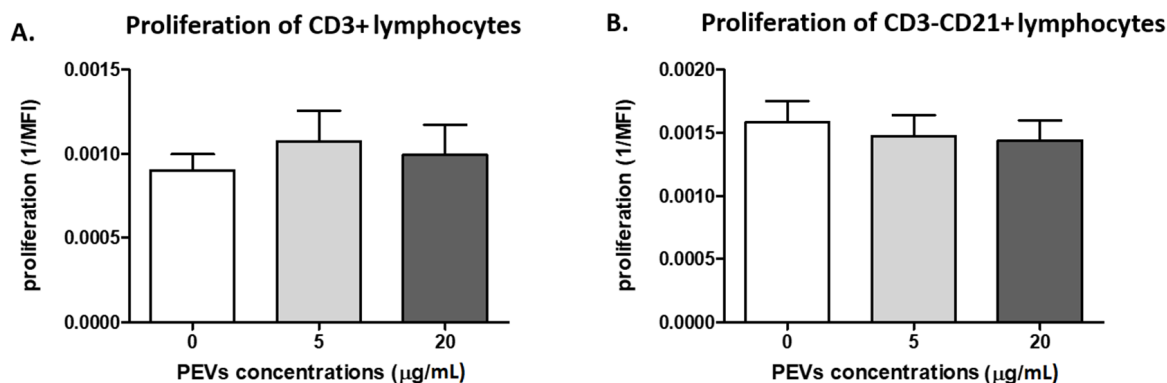 A.
Proliferation of CD3+ lymphocytes
proliferation (1/MFI)
0.0015
0.0010
0.0005
0.0000
0 5 20
PEVs concentrations (μg/mL)
B.
Proliferation of CD3-CD21+ lymphocytes
proliferation (1/MFI)
0.0020
0.0015
0.0010
0.0005
0.0000
0 5 20
PEVs concentrations (μg/mL)